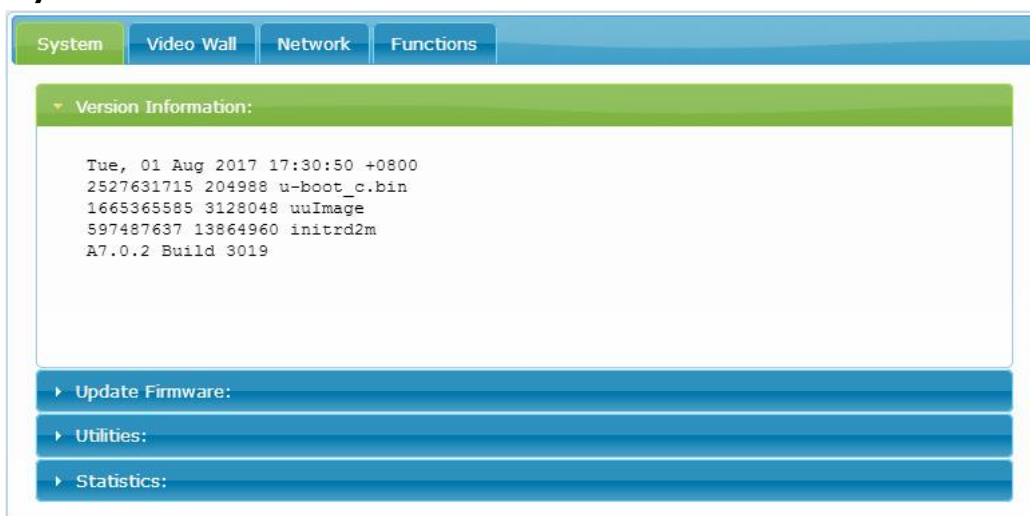 System Video Wall Network Functions
Version Information:
Tue, 01 Aug 2017 17:30:50 +0800
2527631715 204988 u-boot_c.bin
1665365585 3128048 uuImage
597487637 13864960 initrd2m
A7.0.2 Build 3019
Update Firmware:
Utilities:
Statistics: